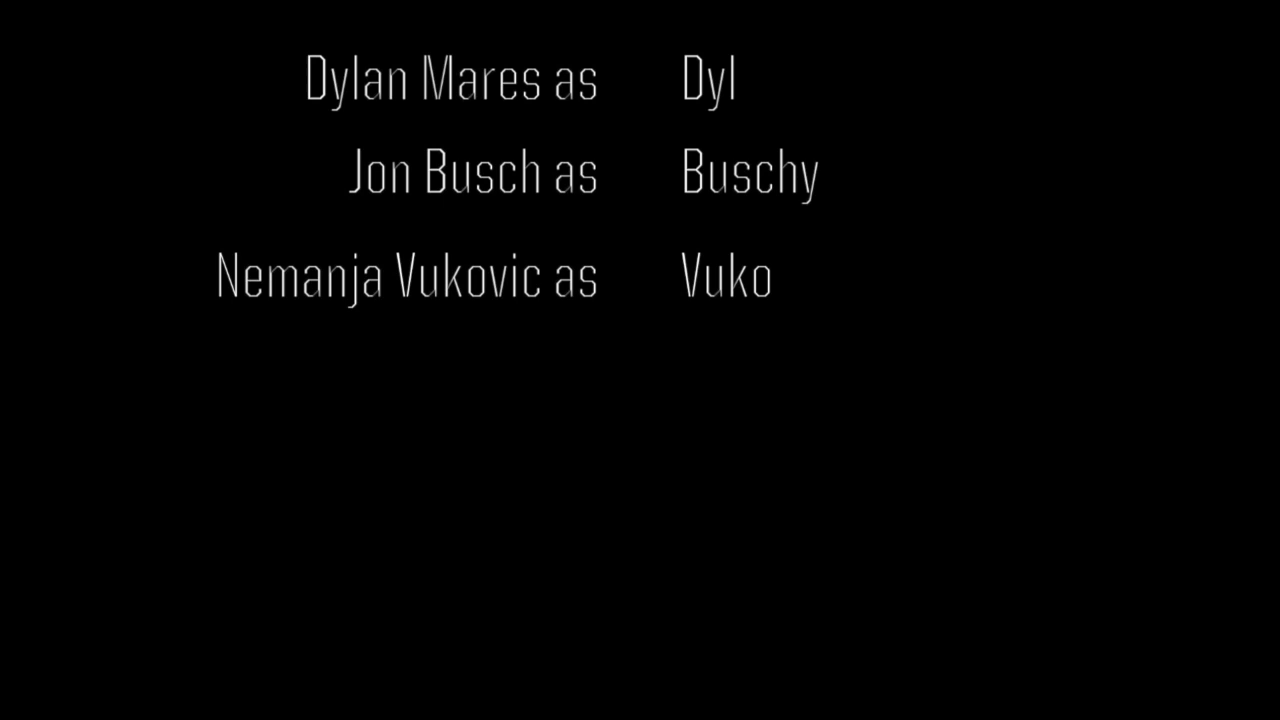 Dylan Mares as Dyl
Jon Busch as Buschy
Nemanja Vukovic as Vuko